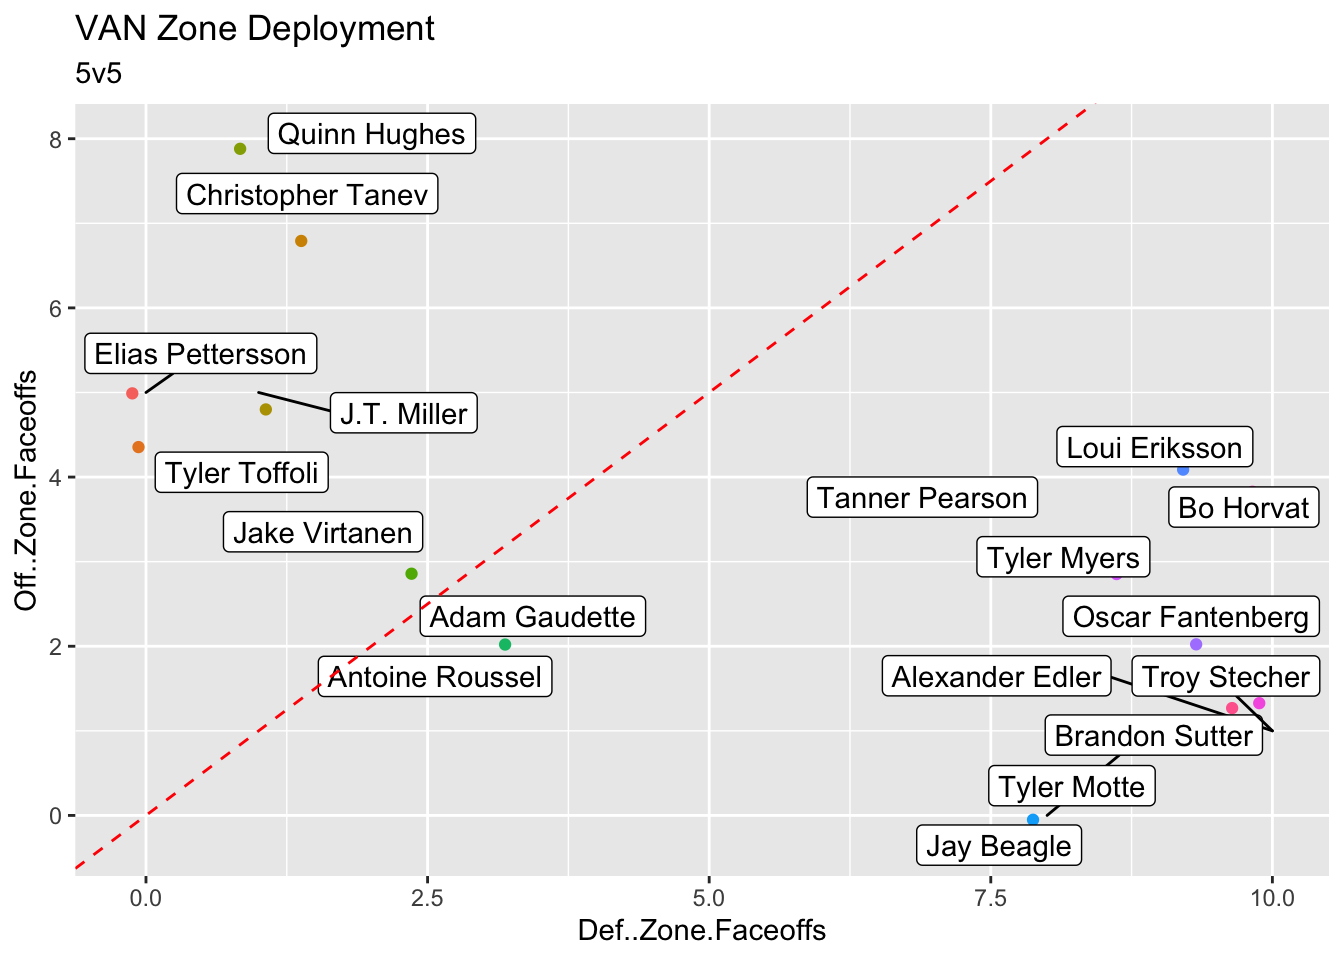 VAN Zone Deployment
5v5
Quinn Hughes
Christopher Tanev
Elias Pettersson
J.T. Miller
Tyler Toffoli
Loui Eriksson
Tanner Pearson
Bo Horvat
Jake Virtanen
Tyler Myers
Adam Gaudette
Oscar Fantenberg
Antoine Roussel
Alexander Edler
Troy Stecher
Brandon Sutter
Tyler Motte
Jay Beagle
8
6
4
2
0
Off..Zone.Faceoffs
0.0 2.5 5.0 7.5 10.0
Def..Zone.Faceoffs